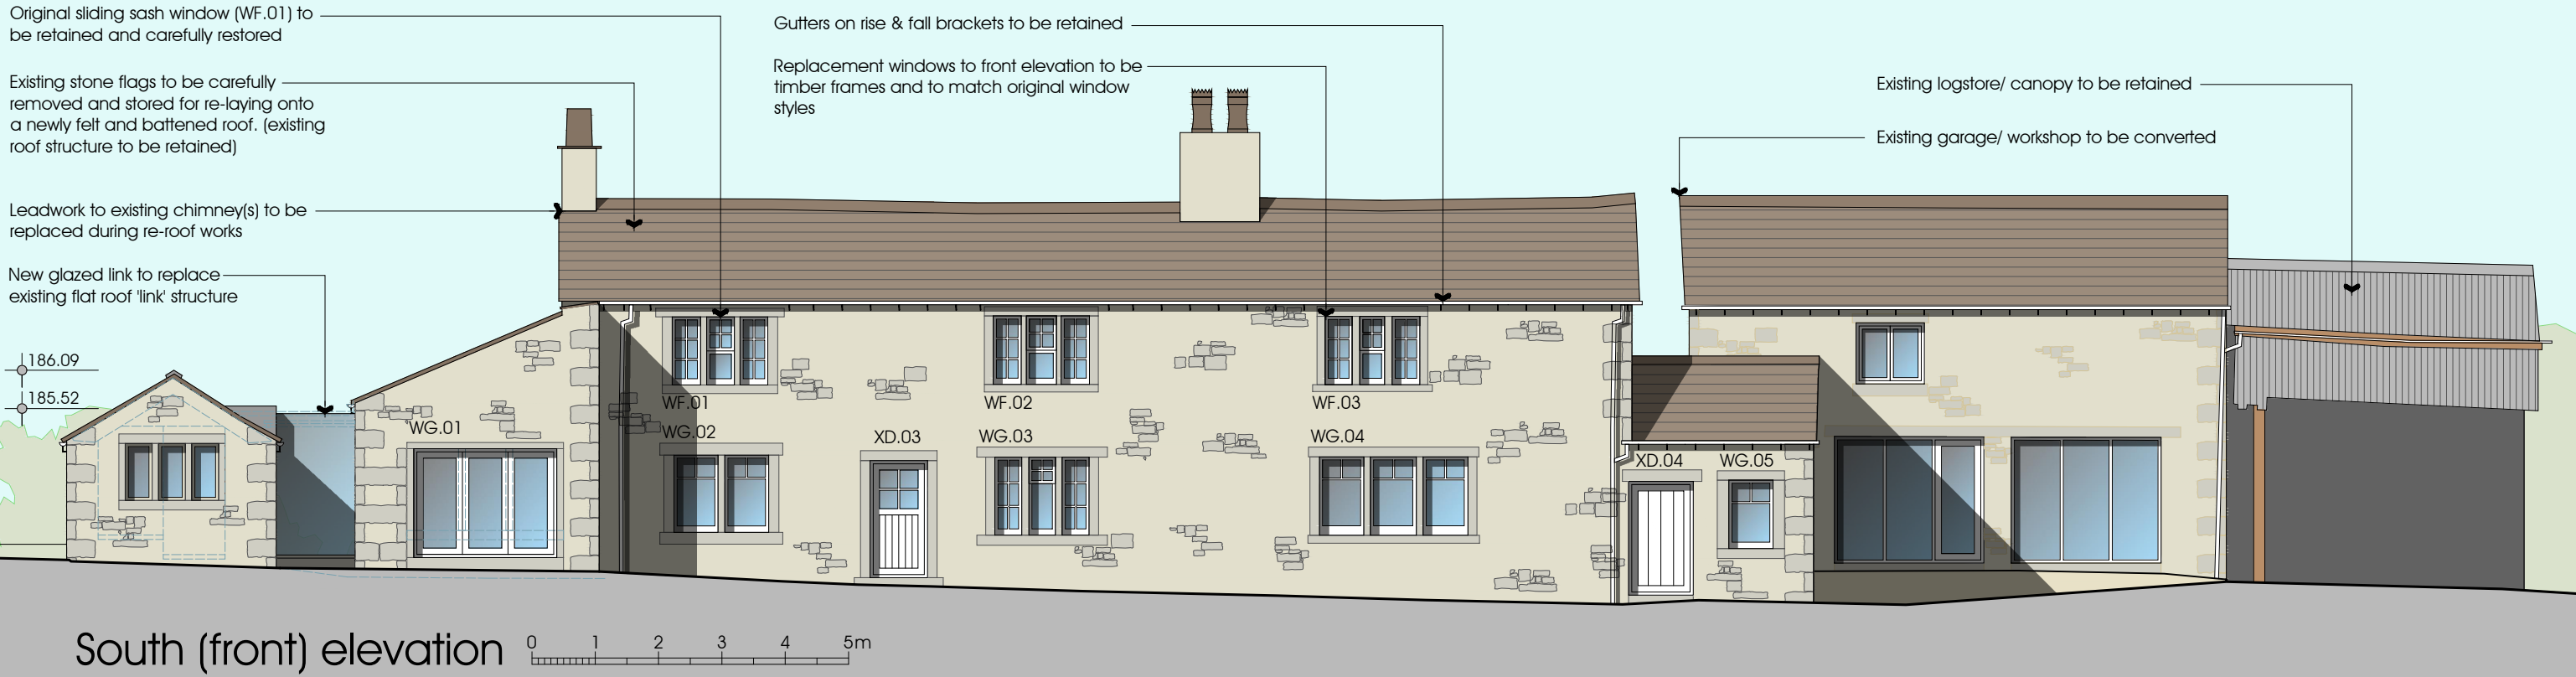 Original sliding sash window (WF.01) to
be retained and carefully restored
Existing stone flags to be carefully
removed and stored for re-laying onto
a newly felt and battened roof. (existing
roof structure to be retained)
Leadwork to existing chimney(s) to be
replaced during re-roof works
New glazed link to replace
existing flat roof 'link' structure
Gutters on rise & fall brackets to be retained
Replacement windows to front elevation to be
timber frames and to match original window
styles
Existing logstore/ canopy to be retained
Existing garage/ workshop to be converted
186.09
185.52
WF.01
WF.02
WF.03
WG.01
WG.02
XD.03
WG.03
WG.04
XD.04
WG.05
South (front) elevation
0 1 2 3 4 5m